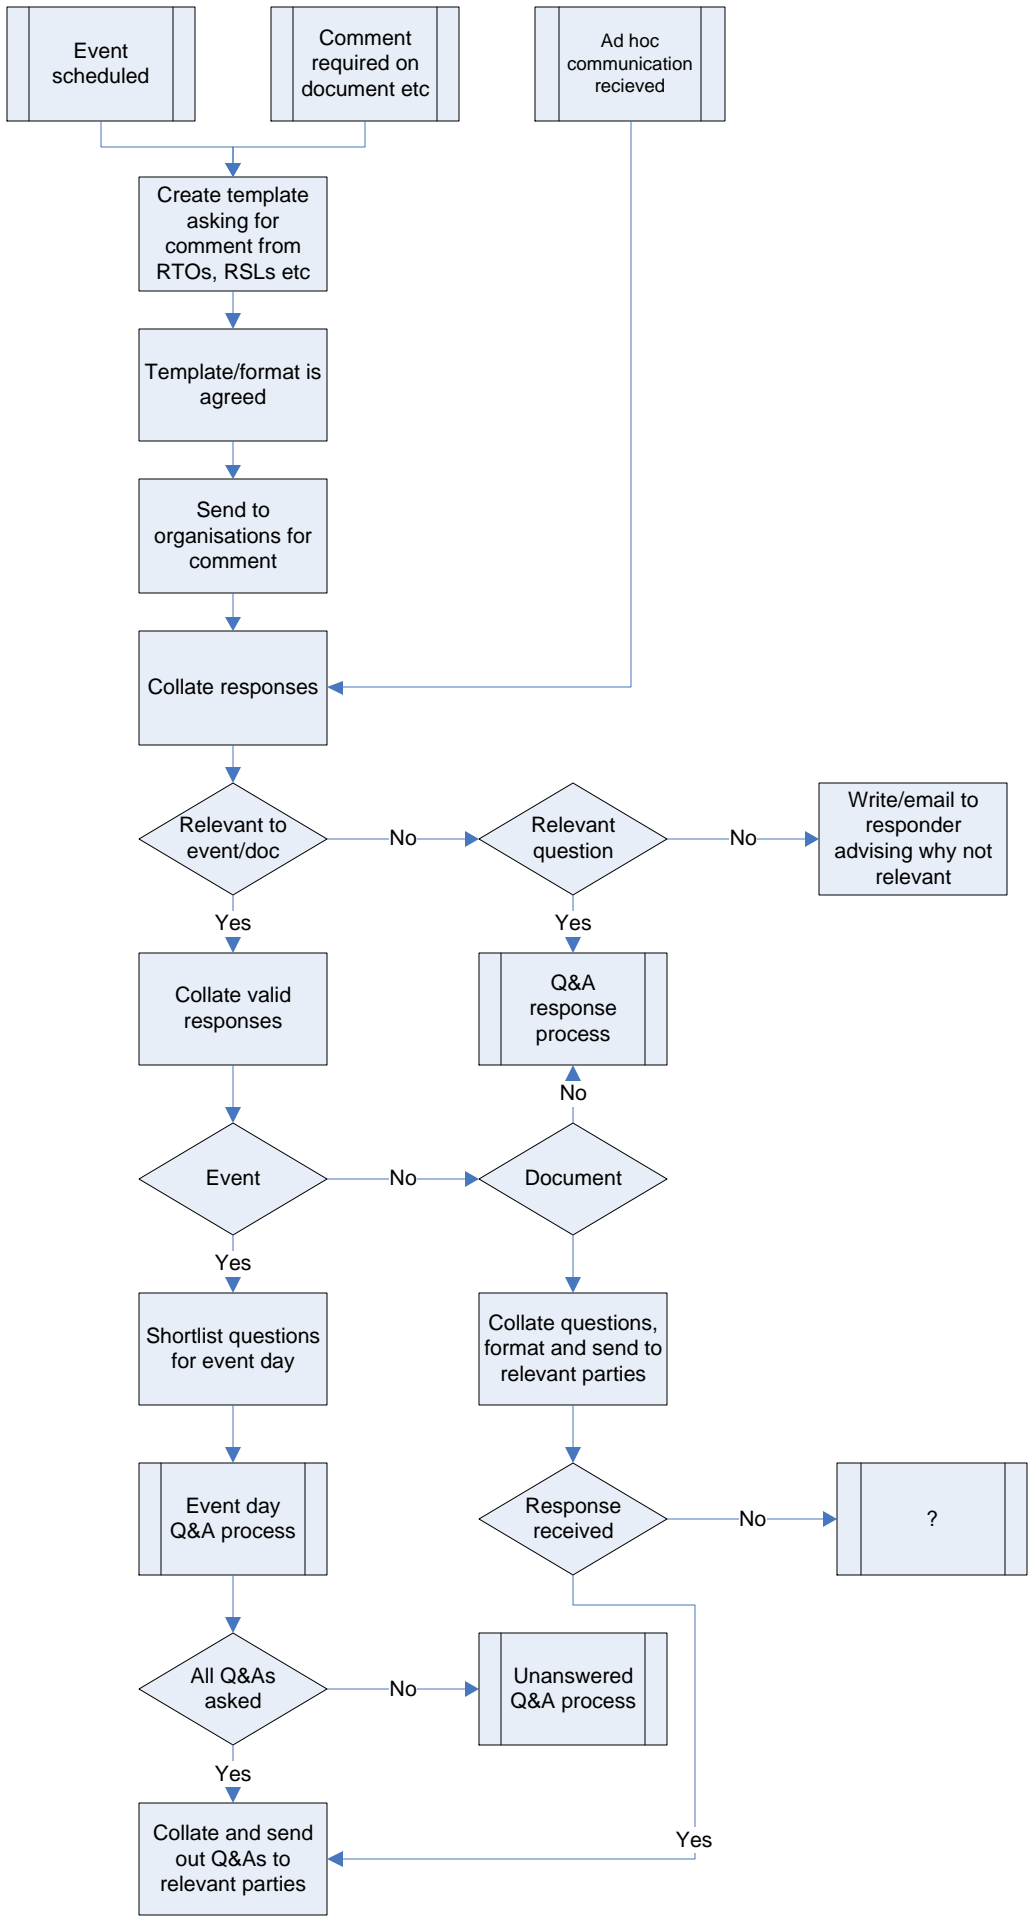 Event
scheduled
Comment
required on
document etc
Ad hoc
communication
recieved
Create template
asking for
comment from
RTOs, RSLs etc
Template/format is
agreed
Send to
organisations for
comment
Collate responses
Relevant to
event/doc
No
Relevant
question
No
Write/email to
responder
advising why not
relevant
Yes
Yes
Collate valid
responses
Q&A
response
process
No
Event
No
Document
Yes
Shortlist questions
for event day
Collate questions,
format and send to
relevant parties
Event day
Q&A process
Response
received
No
?
All Q&As
asked
No
Unanswered
Q&A process
Yes
Yes
Collate and send
out Q&As to
relevant parties